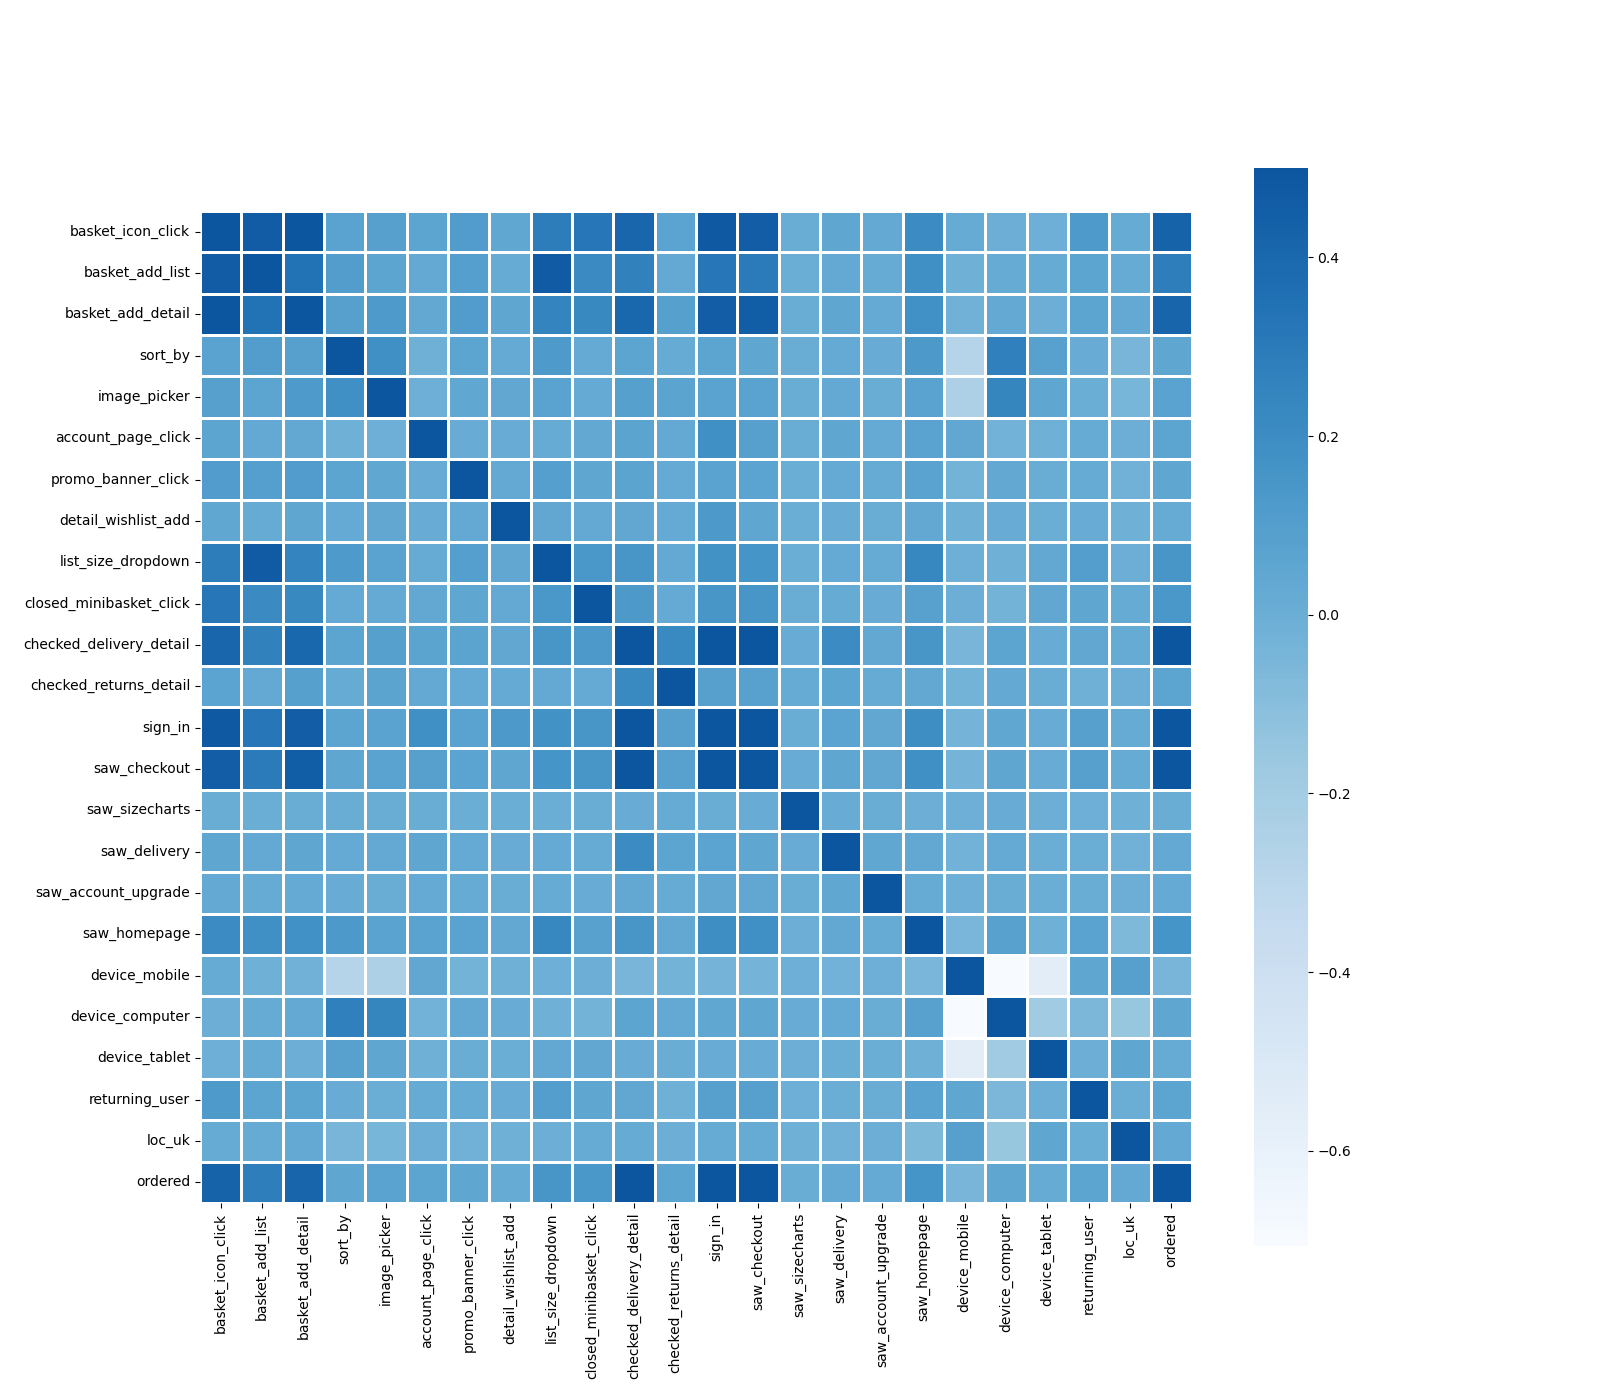 basket_icon_click
basket_add_list
basket_add_detail
sort_by
image_picker
account_page_click
promo_banner_click
detail_wishlist_add
list_size_dropdown
closed_minibasket_click
checked_delivery_detail
checked_returns_detail
sign_in
saw_checkout
saw_sizecharts
saw_delivery
saw_account_upgrade
saw_homepage
device_mobile
device_computer
device_tablet
returning_user
loc_uk
ordered
basket_icon_click
basket_add_list
basket_add_detail
sort_by
image_picker
account_page_click
promo_banner_click
detail_wishlist_add
list_size_dropdown
closed_minibasket_click
checked_delivery_detail
checked_returns_detail
sign_in
saw_checkout
saw_sizecharts
saw_delivery
saw_account_upgrade
saw_homepage
device_mobile
device_computer
device_tablet
returning_user
loc_uk
ordered
0.4
0.2
0.0
−0.2
−0.4
−0.6